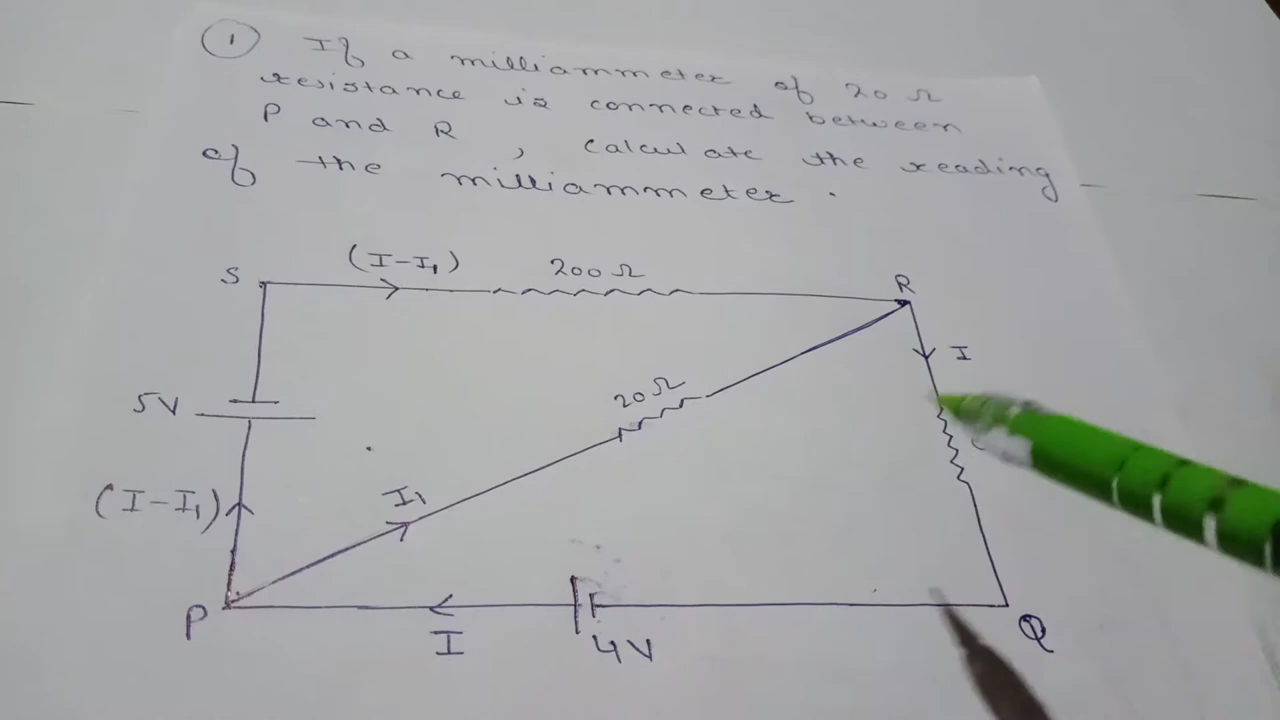 1 If a milliammeter of 20 Ω
resistance is connected between
P and R, calculate the reading
of the milliammeter.
S (I-I₁) 200 Ω R
I
5V 20 Ω
(I-I₁) I₁
P I 4V Q